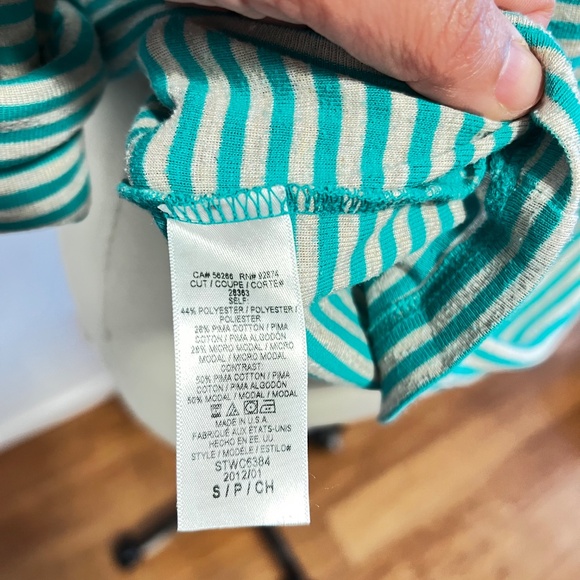 CA# 56266 RN# 92874
CUT / COUPE / CORTE#
28363
SELF:
44% POLYESTER / POLYESTER /
POLIESTER
28% PIMA COTTON / PIMA
COTON / PIMA ALGODON
28% MICRO MODAL / MICRO
MODAL / MICRO MODAL
CONTRAST:
50% PIMA COTTON / PIMA
COTON / PIMA ALGODON
50% MODAL / MODAL / MODAL
MADE IN U.S.A.
FABRIQUÉ AUX ÉTATS-UNIS
HECHO EN EE. UU
STYLE / MODÈLE / ESTILO#
STWC6384
2012/01
S / P / CH